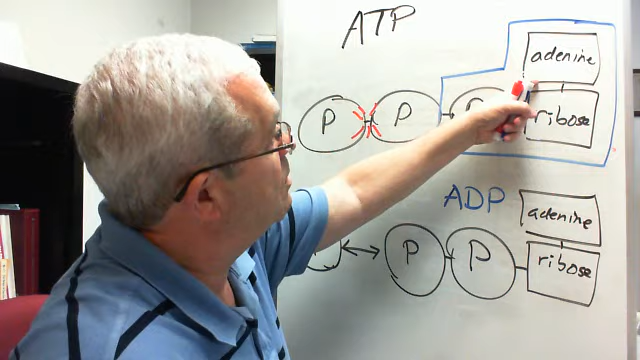 ATP
adenine
P P P ribose
ADP
adenine
P P ribose